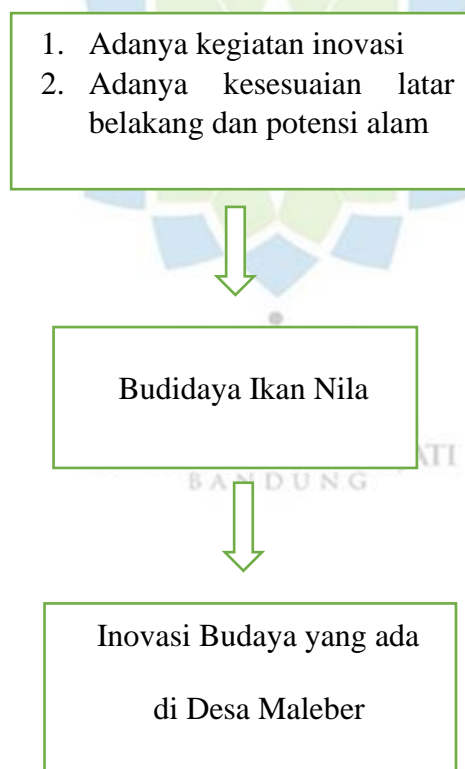 1. Adanya kegiatan inovasi
2. Adanya kesesuaian latar
belakang dan potensi alam
Budidaya Ikan Nila
ATI
BANDUNG
Inovasi Budaya yang ada
di Desa Maleber